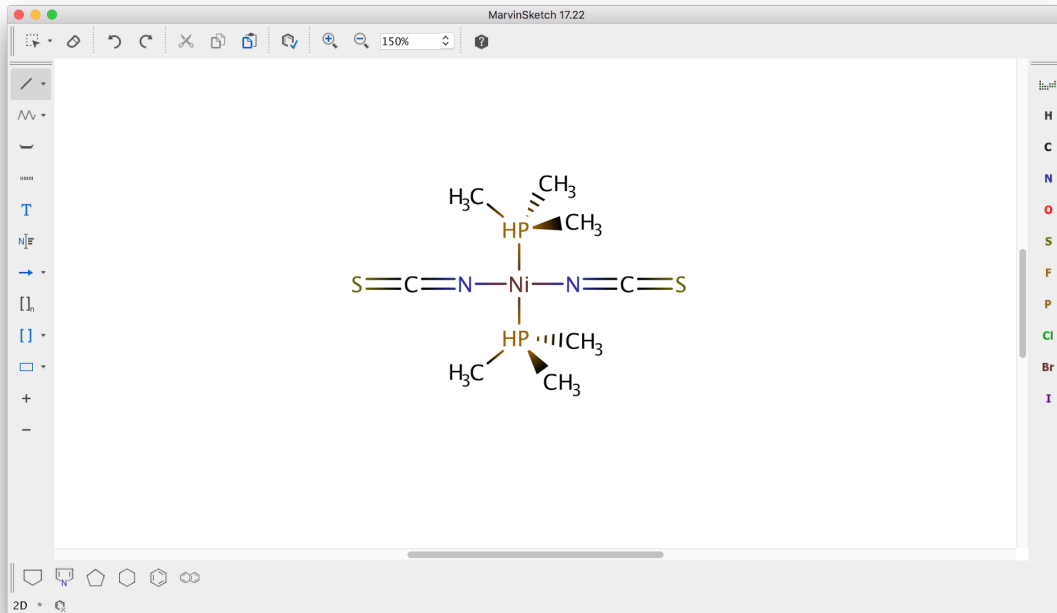 MarvinSketch 17.22
150%
?
H
C
N
O
S
F
P
Cl
Br
I
T
N
[ ]n
[ ]
N
H3C
CH3
HP
CH3
S
C
N
Ni
N
C
S
HP
CH3
H3C
CH3
2D *